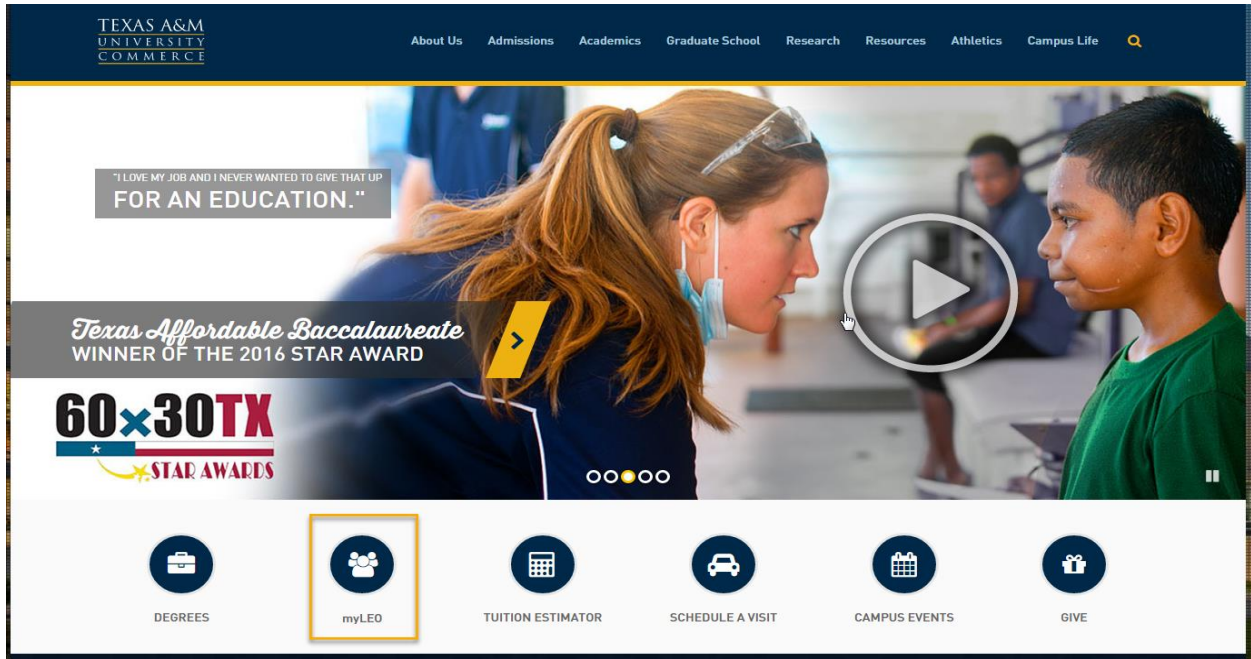 TEXAS A&M
UNIVERSITY
COMMERCE
About Us Admissions Academics Graduate School Research Resources Athletics Campus Life
"I LOVE MY JOB AND I NEVER WANTED TO GIVE THAT UP
FOR AN EDUCATION."
Texas Affordable Baccalaureate
WINNER OF THE 2016 STAR AWARD
60x30TX
STAR AWARDS
DEGREES myLEO TUITION ESTIMATOR SCHEDULE A VISIT CAMPUS EVENTS GIVE